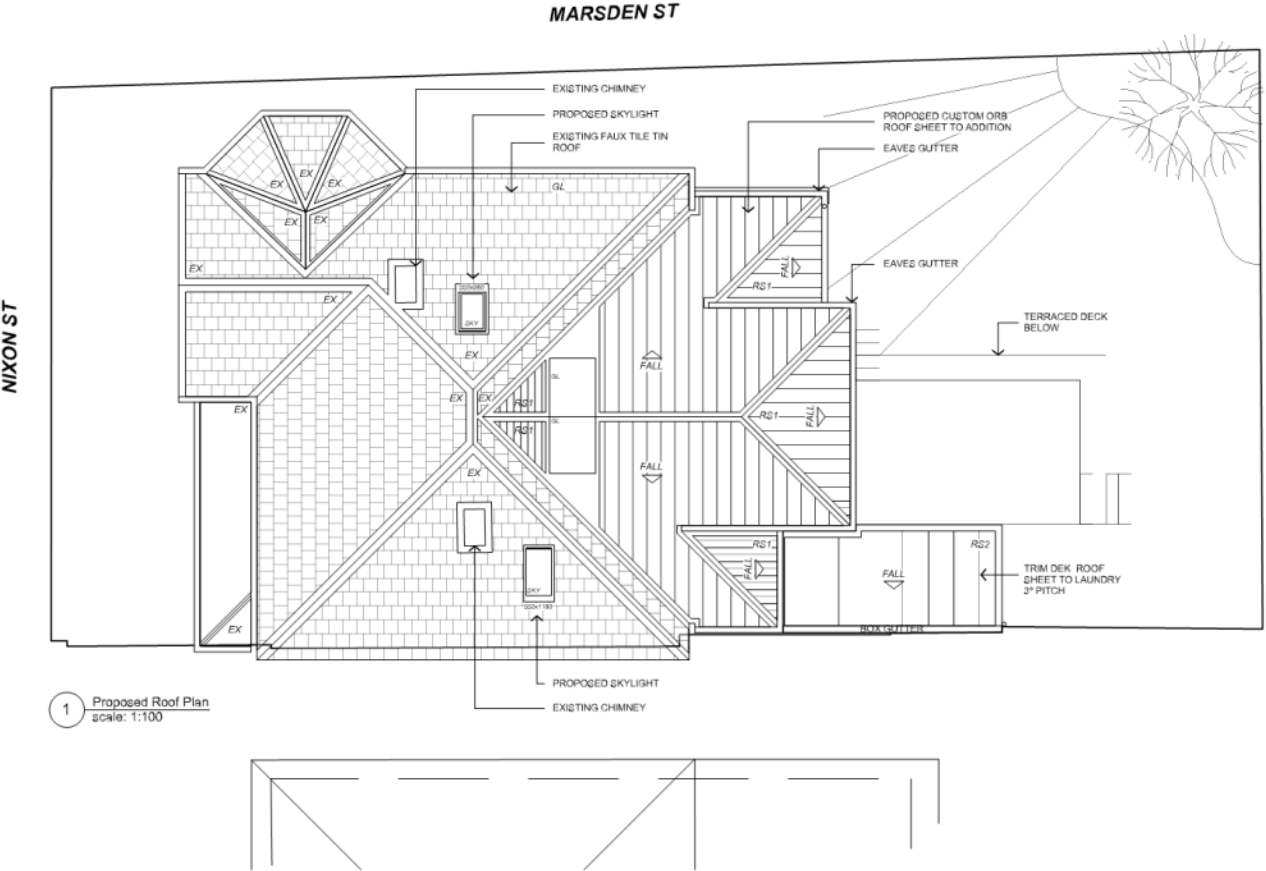 MARSDEN ST
EXISTING CHIMNEY
PROPOSED SKYLIGHT
EXISTING FAUX TILE TIN
ROOF
PROPOSED CUSTOM ORB
ROOF SHEET TO ADDITION
EAVES GUTTER
EX
EX
EX
GL
EX
EX
EX
EAVES GUTTER
FALL
RS1
EX
SKY
NIXON ST
TERRACED DECK
BELOW
EX
FALL
GL
EX
EX
RS1
EX
RS1
FALL
GL
RS1
EX
FALL
SKY
EX
RS1
FALL
RS2
FALL
TRIM DEK ROOF
SHEET TO LAUNDRY
3° PITCH
BOX GUTTER
PROPOSED SKYLIGHT
EXISTING CHIMNEY
1
Proposed Roof Plan
scale: 1:100